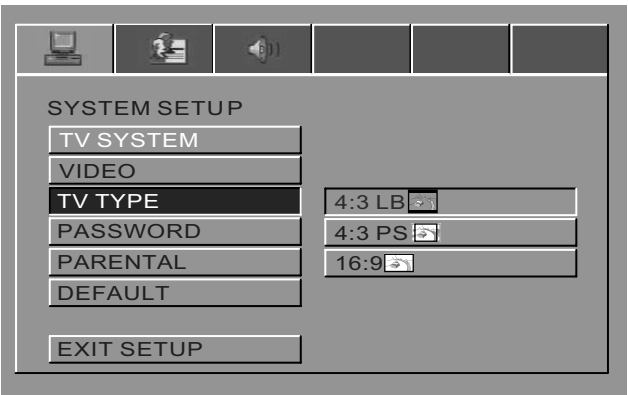 SYSTEM SETUP
TV SYSTEM
VIDEO
TV TYPE
4:3 LB
PASSWORD
4:3 PS
PARENTAL
16:9
DEFAULT
EXIT SETUP